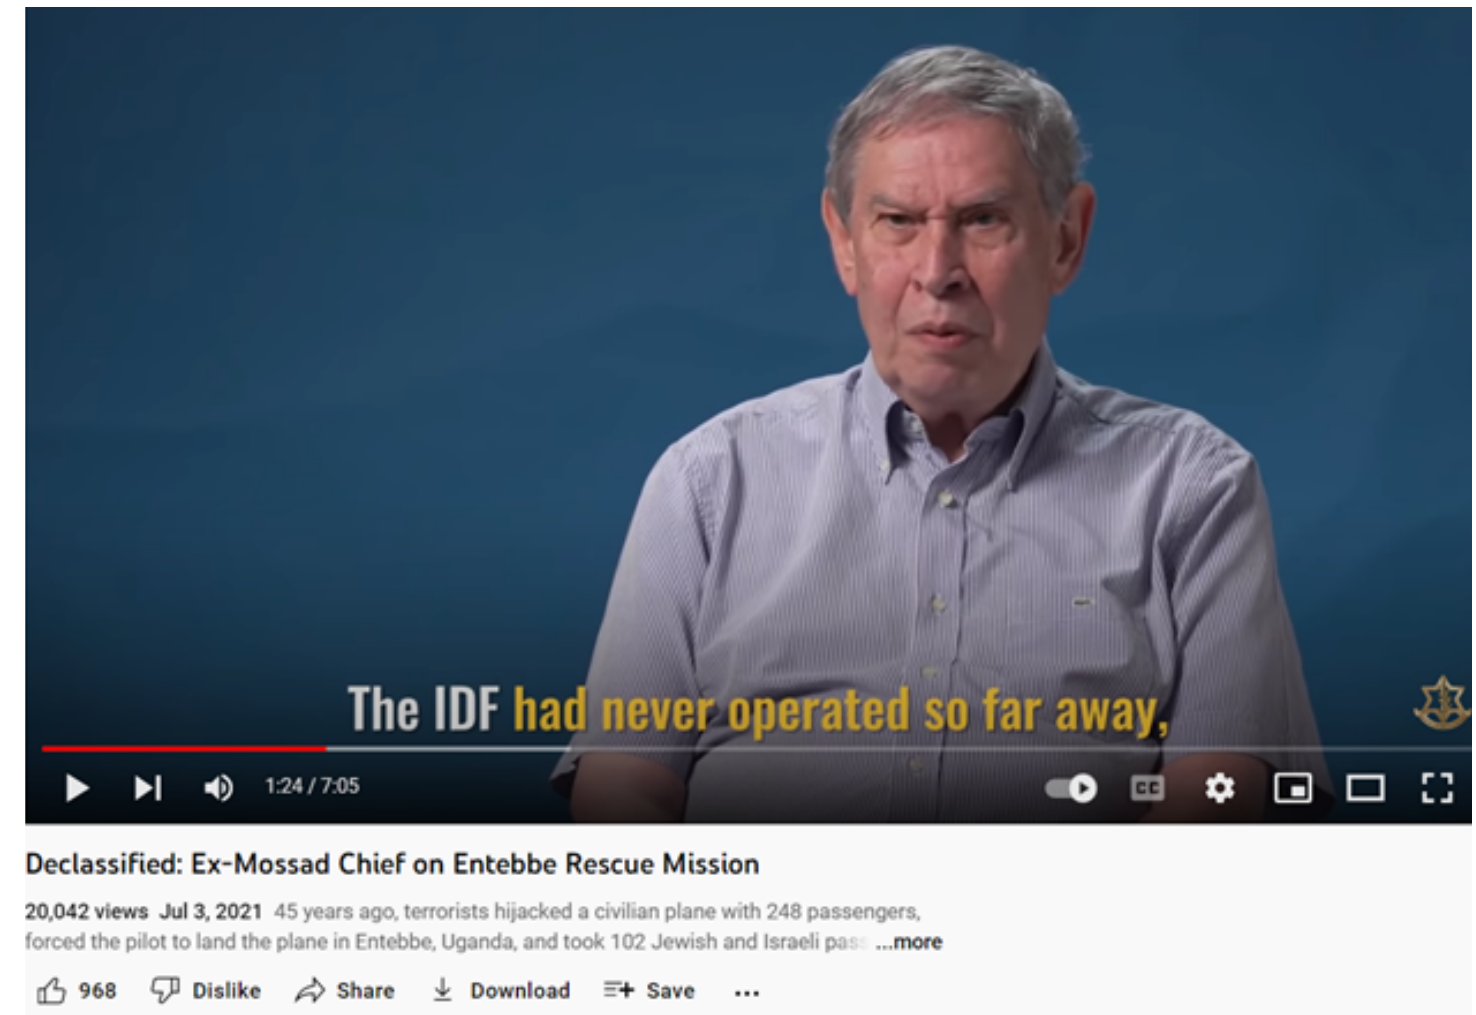 The IDF had never operated so far away,
1:24 / 7:05
CC
Declassified: Ex-Mossad Chief on Entebbe Rescue Mission
20,042 views Jul 3, 2021 45 years ago, terrorists hijacked a civilian plane with 248 passengers,
forced the pilot to land the plane in Entebbe, Uganda, and took 102 Jewish and Israeli pass ...more
968 Dislike Share Download Save ...